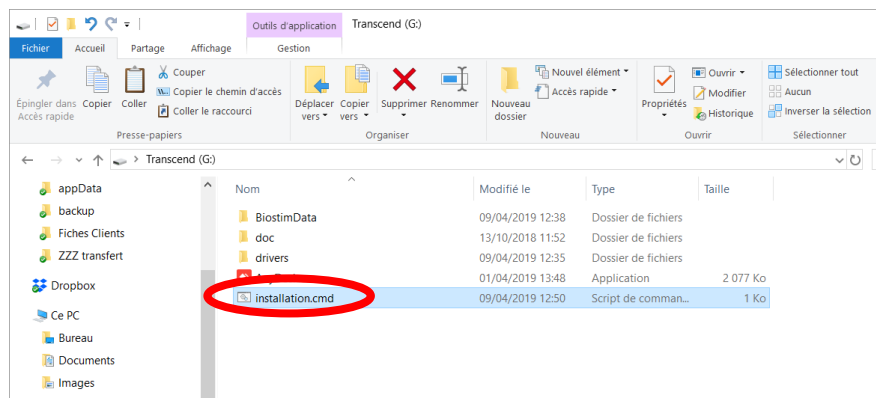 Outils d'application Transcend (G:)
Fichier Accueil Partage Affichage Gestion
Épingler dans Accès rapide
Copier
Coller
Couper
Copier le chemin d'accès
Coller le raccourci
Presse-papiers
Déplacer vers
Copier vers
Supprimer
Renommer
Organiser
Nouveau dossier
Nouvel élément
Accès rapide
Nouveau
Propriétés
Ouvrir
Modifier
Historique
Ouvrir
Sélectionner tout
Aucun
Inverser la sélection
Sélectionner
Transcend (G:)
appData
backup
Fiches Clients
ZZZ transfert
Dropbox
Ce PC
Bureau
Documents
Images
Nom Modifié le Type Taille
BiostimData 09/04/2019 12:38 Dossier de fichiers
doc 13/10/2018 11:52 Dossier de fichiers
drivers 09/04/2019 12:35 Dossier de fichiers
01/04/2019 13:48 Application 2 077 Ko
installation.cmd 09/04/2019 12:50 Script de comman... 1 Ko